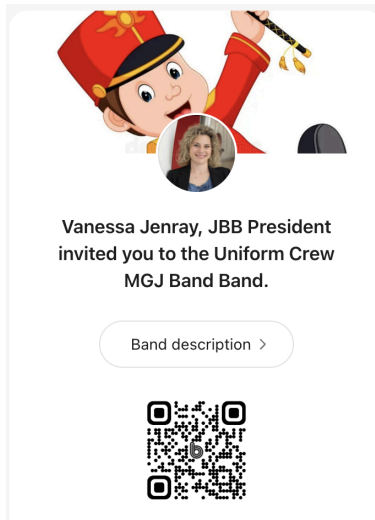 Vanessa Jenray, JBB President
invited you to the Uniform Crew
MGJ Band Band.
Band description >